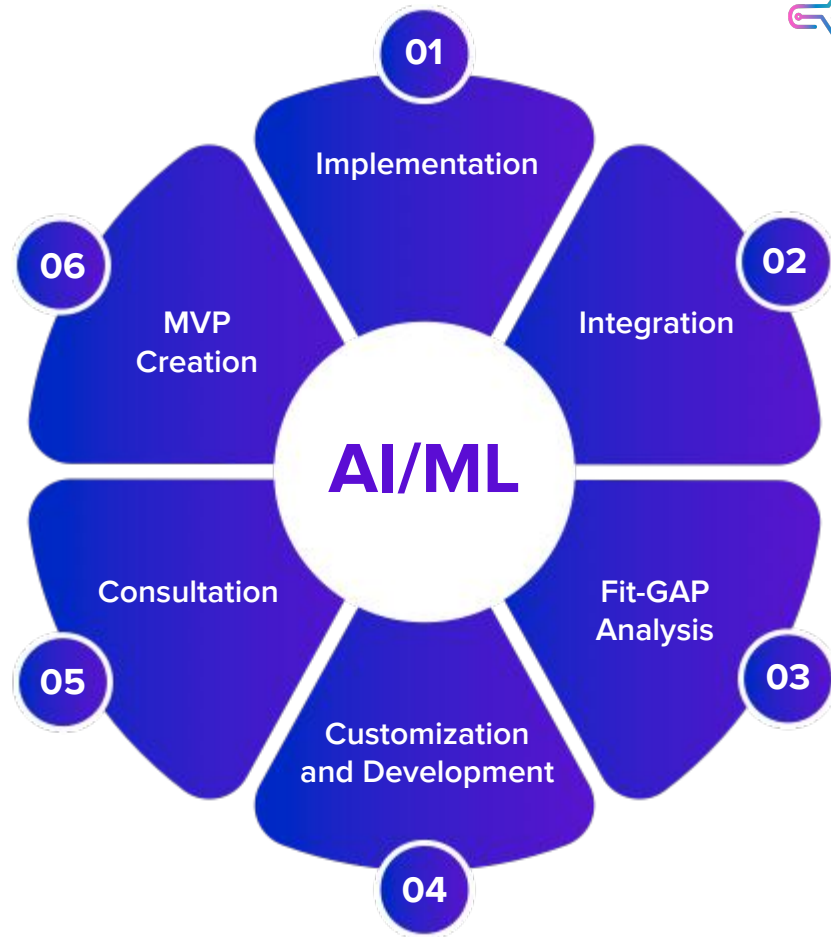 01
Implementation
02
Integration
03
Fit-GAP
Analysis
04
Customization
and Development
05
Consultation
06
MVP
Creation
AI/ML